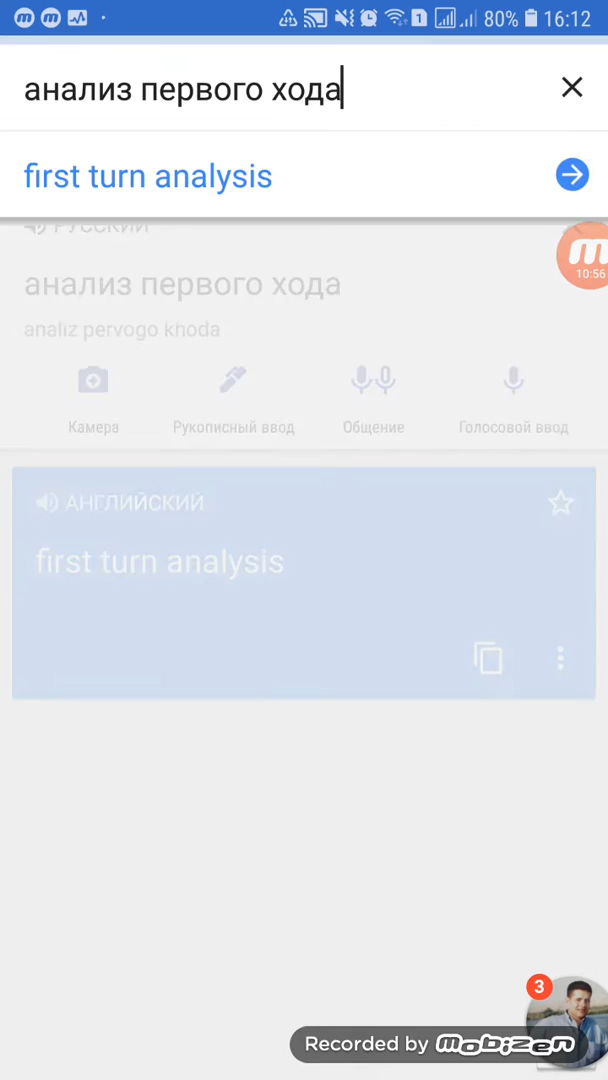 80% 16:12
анализ первого хода
first turn analysis
РУССКИЙ
10:56
анализ первого хода
analiz pervogo khoda
Камера Рукописный ввод Общение Голосовой ввод
АНГЛИЙСКИЙ
first turn analysis
3
Recorded by mobizen